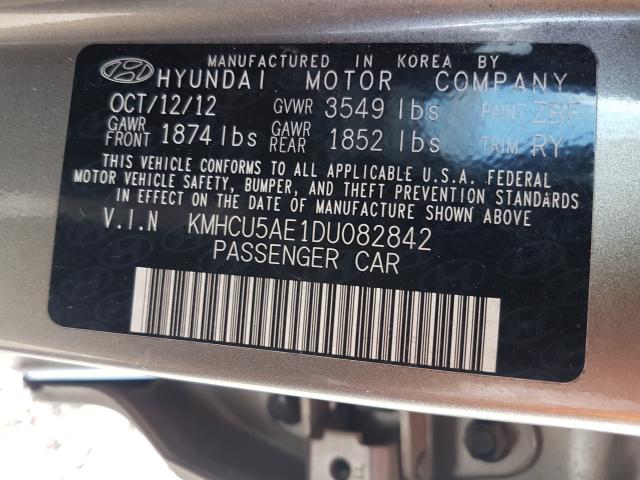 MANUFACTURED IN KOREA BY
HYUNDAI MOTOR COMPANY
OCT/12/12 GVWR 3549 lbs PAINT ZBF
GAWR FRONT 1874 lbs GAWR REAR 1852 lbs TRIM RY
THIS VEHICLE CONFORMS TO ALL APPLICABLE U.S.A. FEDERAL
MOTOR VEHICLE SAFETY, BUMPER, AND THEFT PREVENTION STANDARDS
IN EFFECT ON THE DATE OF MANUFACTURE SHOWN ABOVE
V.I.N KMHCU5AE1DU082842
PASSENGER CAR